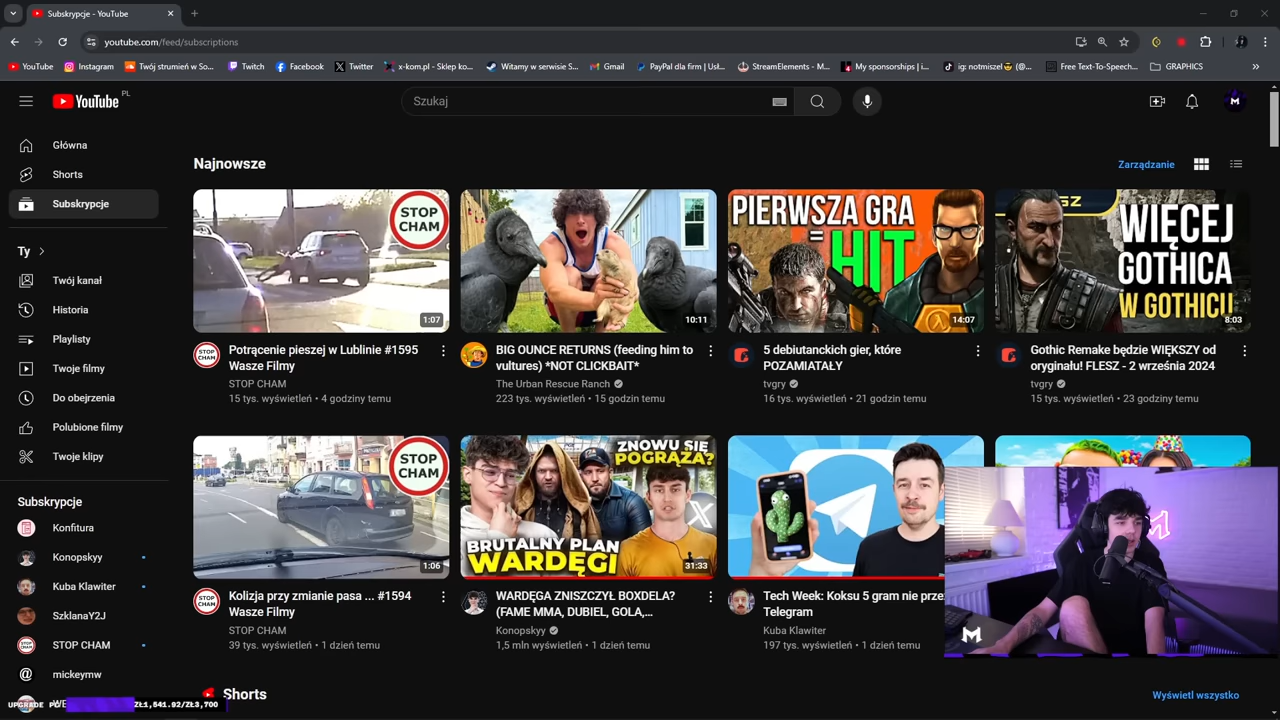 Subskrypcje - YouTube
youtube.com/feed/subscriptions
YouTube
Instagram
Twój strumień w So...
Twitch
Facebook
Twitter
x-kom.pl - Sklep ko...
Witamy w serwisie S...
Gmail
PayPal dla firm | Usł...
StreamElements - M...
My sponsorships | i...
ig: notmiszel😎 (@...
Free Text-To-Speech...
GRAPHICS
YouTube PL
Szukaj
M
Główna
Shorts
Subskrypcje
Ty
Twój kanał
Historia
Playlisty
Twoje filmy
Do obejrzenia
Polubione filmy
Twoje klipy
Subskrypcje
Konfitura
Konopskyy
Kuba Klawiter
SzklanaY2J
STOP CHAM
mickeymw
UPGRADE PC
Zł1,541.92/Zł3,700
Najnowsze
Zarządzanie
STOP
CHAM
1:07
Potrącenie pieszej w Lublinie #1595
Wasze Filmy
STOP CHAM
15 tys. wyświetleń • 4 godziny temu
10:11
BIG OUNCE RETURNS (feeding him to
vultures) *NOT CLICKBAIT*
The Urban Rescue Ranch
223 tys. wyświetleń • 15 godzin temu
PIERWSZA GRA
=
HIT
14:07
5 debiutanckich gier, które
POZAMIATAŁY
tvgry
16 tys. wyświetleń • 21 godzin temu
WIĘCEJ
GOTHICA
W GOTHICU
8:03
Gothic Remake będzie WIĘKSZY od
oryginału! FLESZ - 2 września 2024
tvgry
15 tys. wyświetleń • 23 godziny temu
STOP
CHAM
1:06
Kolizja przy zmianie pasa ... #1594
Wasze Filmy
STOP CHAM
39 tys. wyświetleń • 1 dzień temu
ZNOWU SIĘ
POGRĄŻA?
BRUTALNY PLAN
WARDĘGI
31:33
WARDĘGA ZNISZCZYŁ BOXDELA?
(FAME MMA, DUBIEL, GOLA,...
Konopskyy
1,5 mln wyświetleń • 1 dzień temu
Tech Week: Koksu 5 gram nie prze
Telegram
Kuba Klawiter
197 tys. wyświetleń • 1 dzień temu
M
Shorts
Wyświetl wszystko